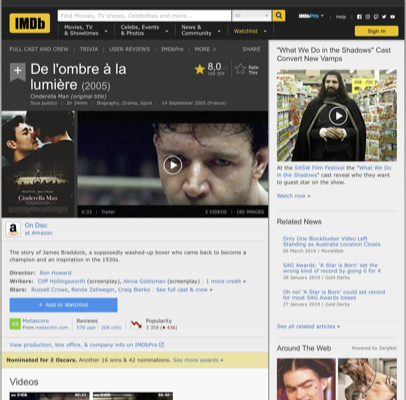 IMDb
Find Movies, TV shows, Celebrities and more...
All
IMDbPro
Help
Movies, TV
& Showtimes
Celebs, Events
& Photos
News &
Community
Watchlist
Sign in
FULL CAST AND CREW | TRIVIA | USER REVIEWS | IMDbPro | MORE
SHARE
De l'ombre à la
lumière (2005)
Cinderella Man (original title)
Tous publics | 2h 24min | Biography, Drama, Sport | 14 September 2005 (France)
8,0
Rate
This
Cinderella Man
0:33 | Trailer
2 VIDEOS | 180 IMAGES
On Disc
at Amazon
The story of James Braddock, a supposedly washed-up boxer who came back to become a
champion and an inspiration in the 1930s.
Director: Ron Howard
Writers: Cliff Hollingsworth (screenplay), Akiva Goldsman (screenplay) | 1 more credit »
Stars: Russell Crowe, Renée Zellweger, Craig Bierko | See full cast & crew »
+ Add to Watchlist
Metascore
From metacritic.com
Reviews
576 user | 208 critic
Popularity
View production, box office, & company info on IMDbPro
Nominated for 3 Oscars. Another 16 wins & 42 nominations. See more awards »
Videos
"What We Do in the Shadows" Cast
Convert New Vamps
At the SXSW Film Festival the "What We Do
in the Shadows" cast reveal who they want
to guest star on the show.
Watch now »
Related News
Only One Blockbuster Video Left
Standing as Australia Location Closes
06 March 2019 | MovieWeb
SAG Awards: 'A Star is Born' set the
wrong kind of record by going 0 for 4
28 January 2019 | Gold Derby
Oh no! 'A Star is Born' could set record
for most SAG Awards losses
27 January 2019 | Gold Derby
See all related articles »
Around The Web
Powered by ZergNet